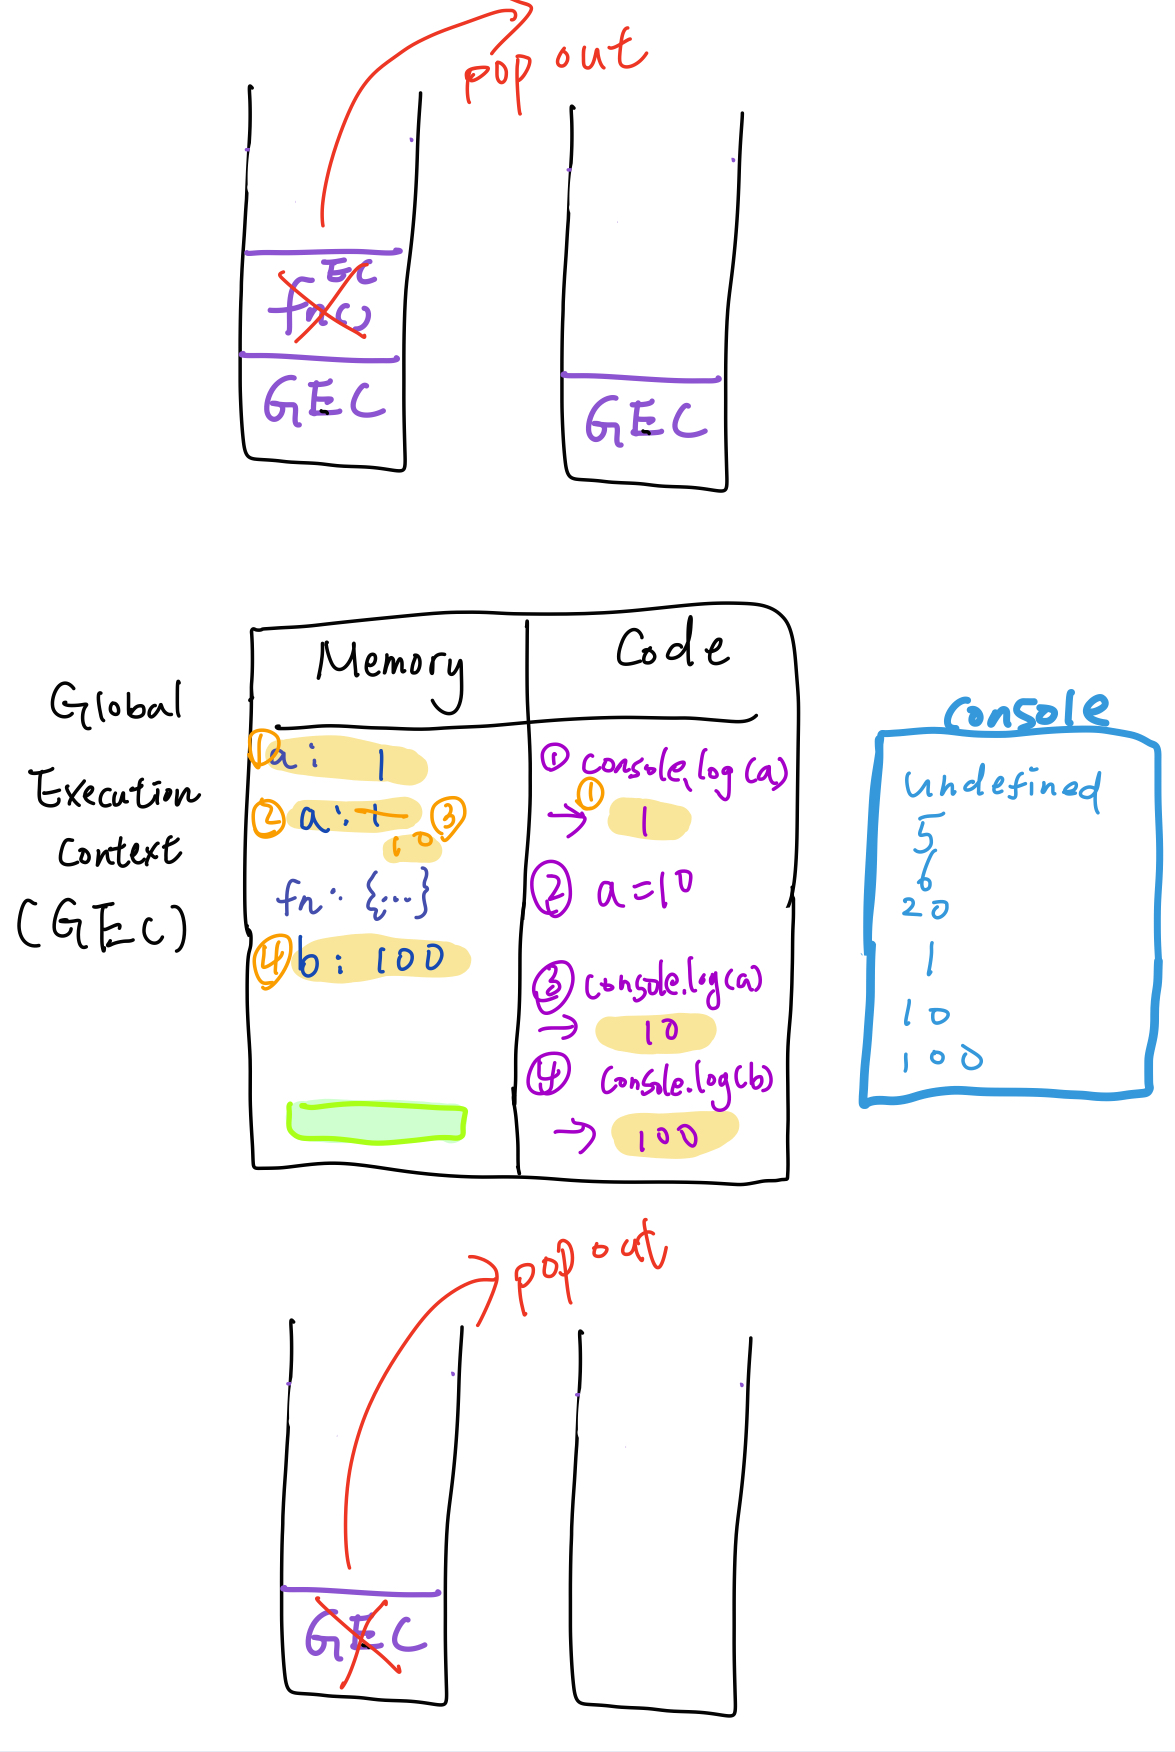 pop out
EC
fn()
GEC
GEC
Global
Execution
Context
(GEC)
Memory
Code
① a: 1
② a: 1 ③
10
fn: {...}
④ b: 100
① console.log(a)
①
→ 1
② a=10
③ console.log(a)
→ 10
④ console.log(b)
→ 100
Console
undefined
5
6
20
1
10
100
pop out
GEC